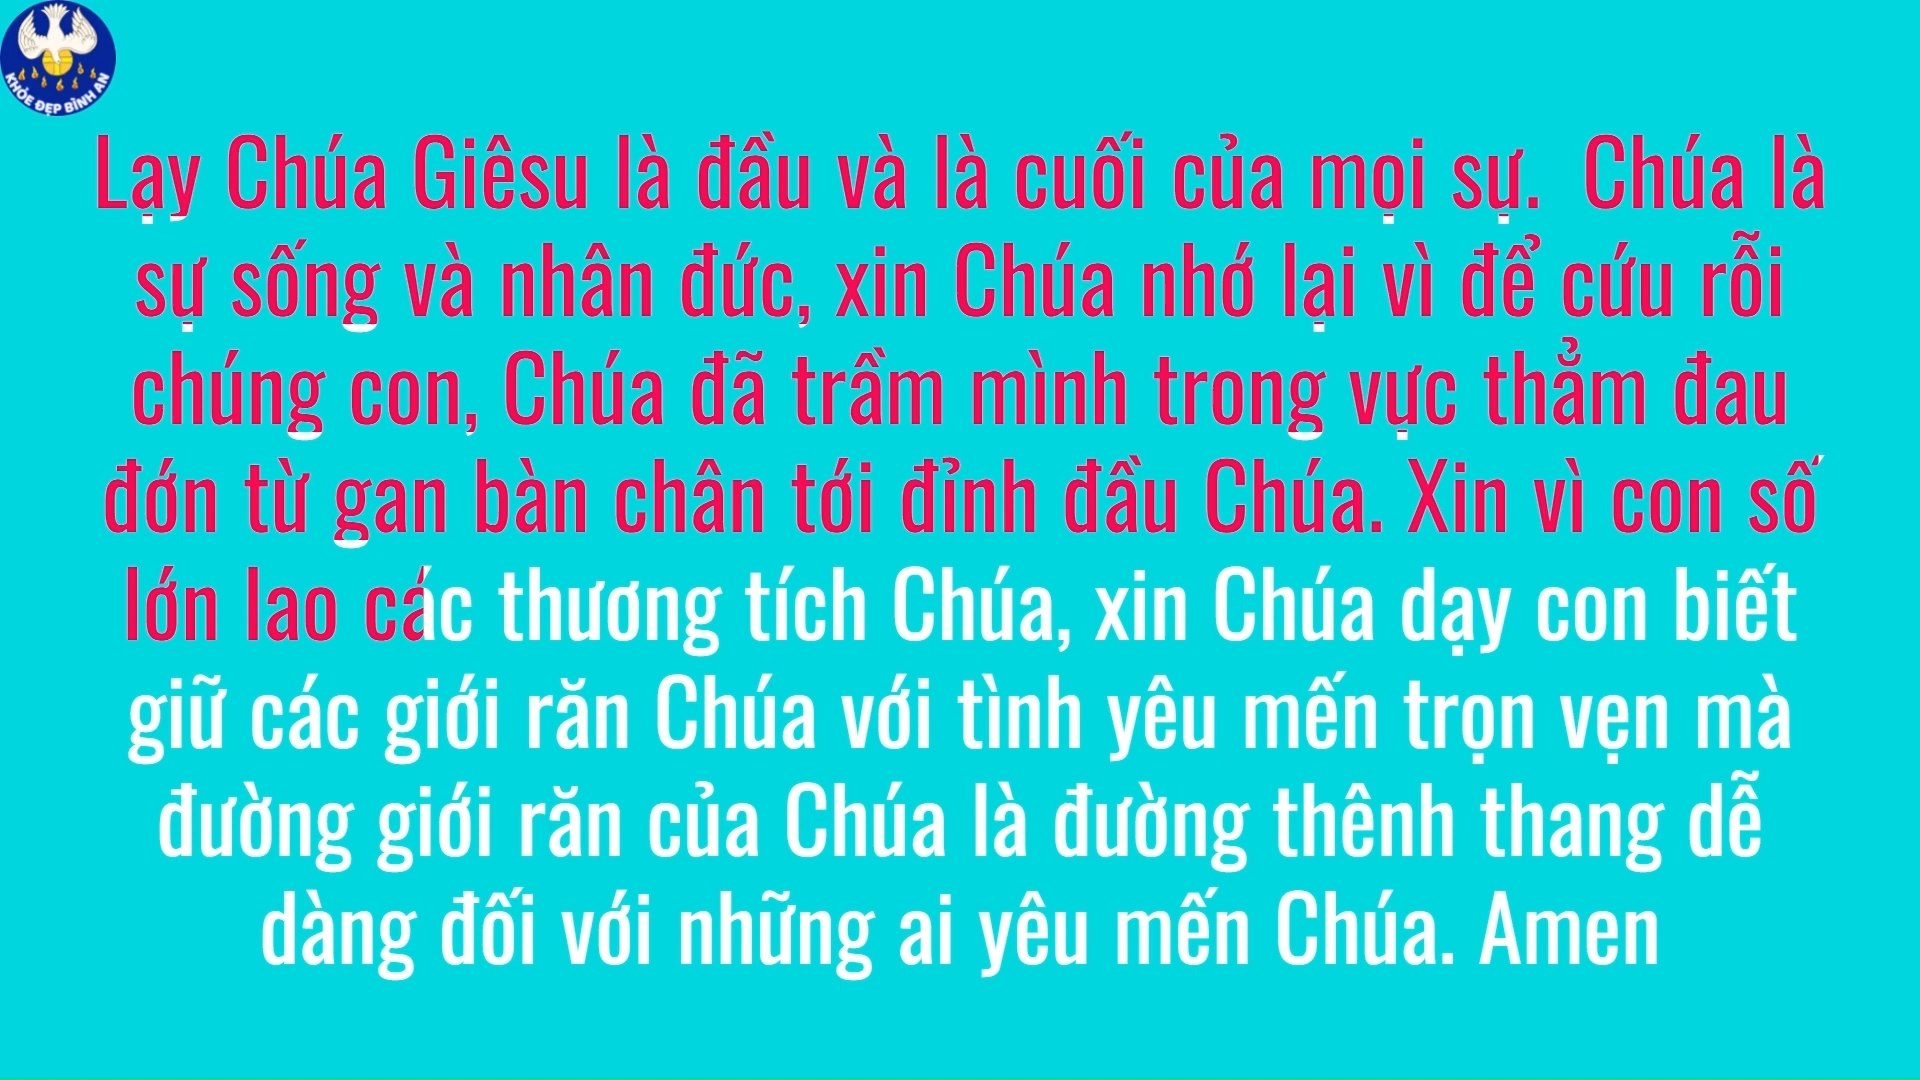 KHỎE ĐẸP BÌNH AN
Lạy Chúa Giêsu là đầu và là cuối của mọi sự.  Chúa là
sự sống và nhân đức, xin Chúa nhớ lại vì để cứu rỗi
chúng con, Chúa đã trầm mình trong vực thẳm đau
đớn từ gan bàn chân tới đỉnh đầu Chúa. Xin vì con số
lớn lao các thương tích Chúa, xin Chúa dạy con biết
giữ các giới răn Chúa với tình yêu mến trọn vẹn mà
đường giới răn của Chúa là đường thênh thang dễ
dàng đối với những ai yêu mến Chúa. Amen